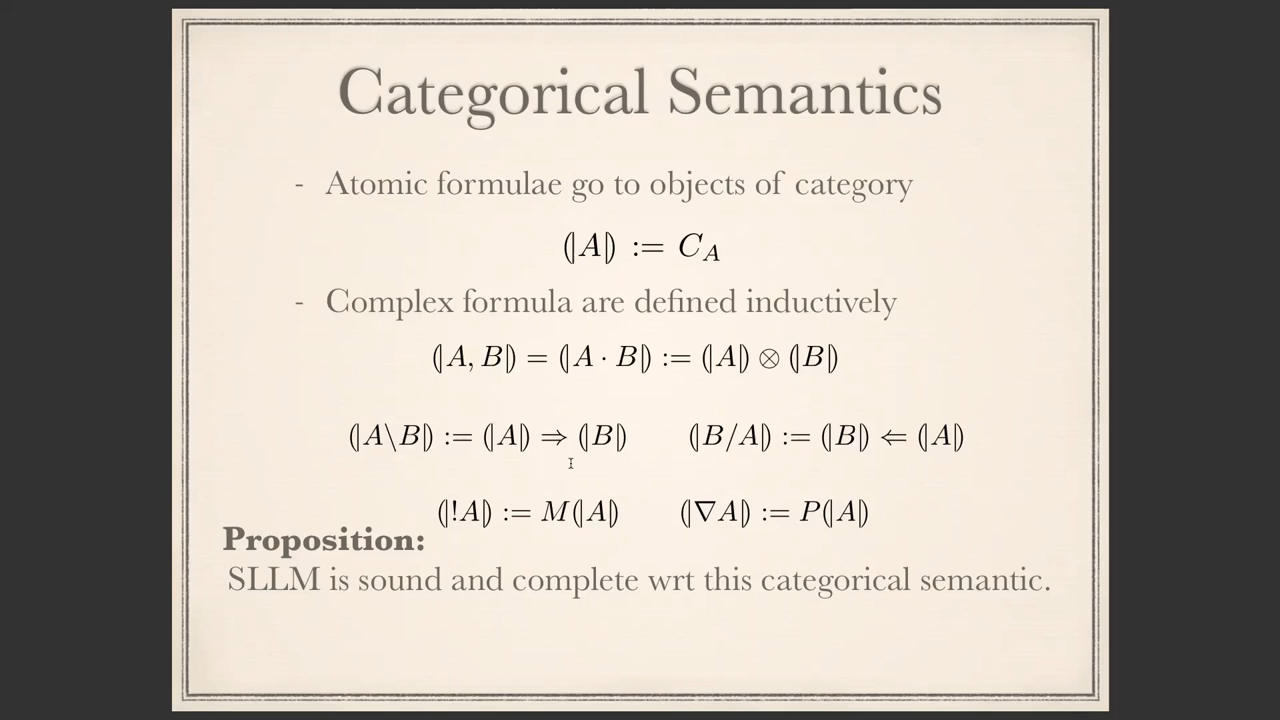 Categorical Semantics
- Atomic formulae go to objects of category
⦇A⦈ := C_A
- Complex formula are defined inductively
⦇A, B⦈ = ⦇A · B⦈ := ⦇A⦈ ⊗ ⦇B⦈
⦇A\B⦈ := ⦇A⦈ ⇒ ⦇B⦈ ⦇B/A⦈ := ⦇B⦈ ⇐ ⦇A⦈
⦇!A⦈ := M⦇A⦈ ⦇∇A⦈ := P⦇A⦈
Proposition:
SLLM is sound and complete wrt this categorical semantic.